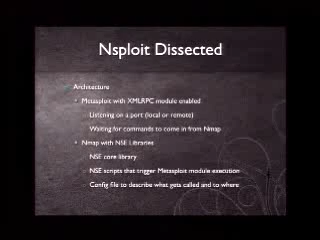 Nsploit Dissected
Architecture
Metasploit with XMLRPC module enabled
Listening on a port (local or remote)
Waiting for commands to come in from Nmap
Nmap with NSE Libraries
NSE core library
NSE scripts that trigger Metasploit module execution
Config file to describe what gets called and to where